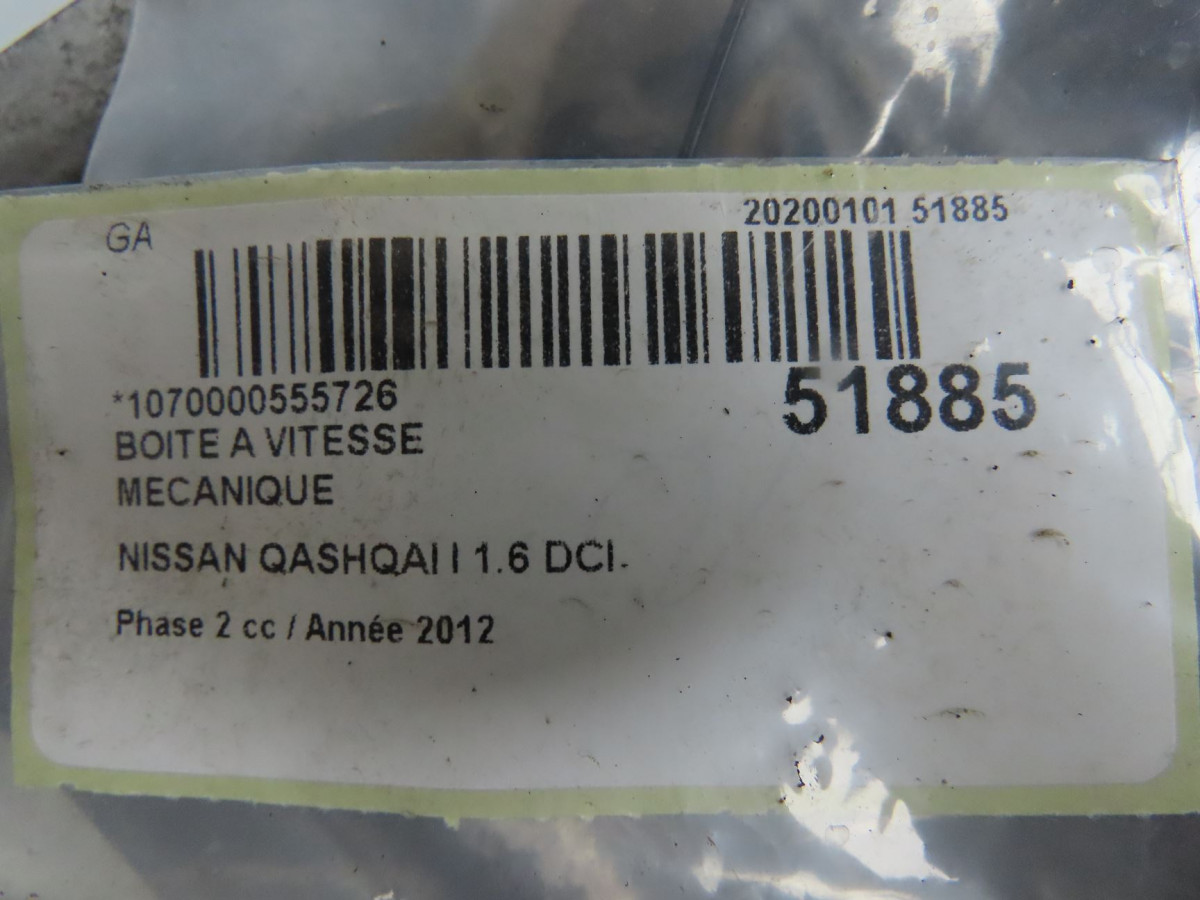 GA
20200101 51885
*1070000555726
51885
BOITE A VITESSE
MECANIQUE
NISSAN QASHQAI I 1.6 DCI.
Phase 2 cc / Année 2012